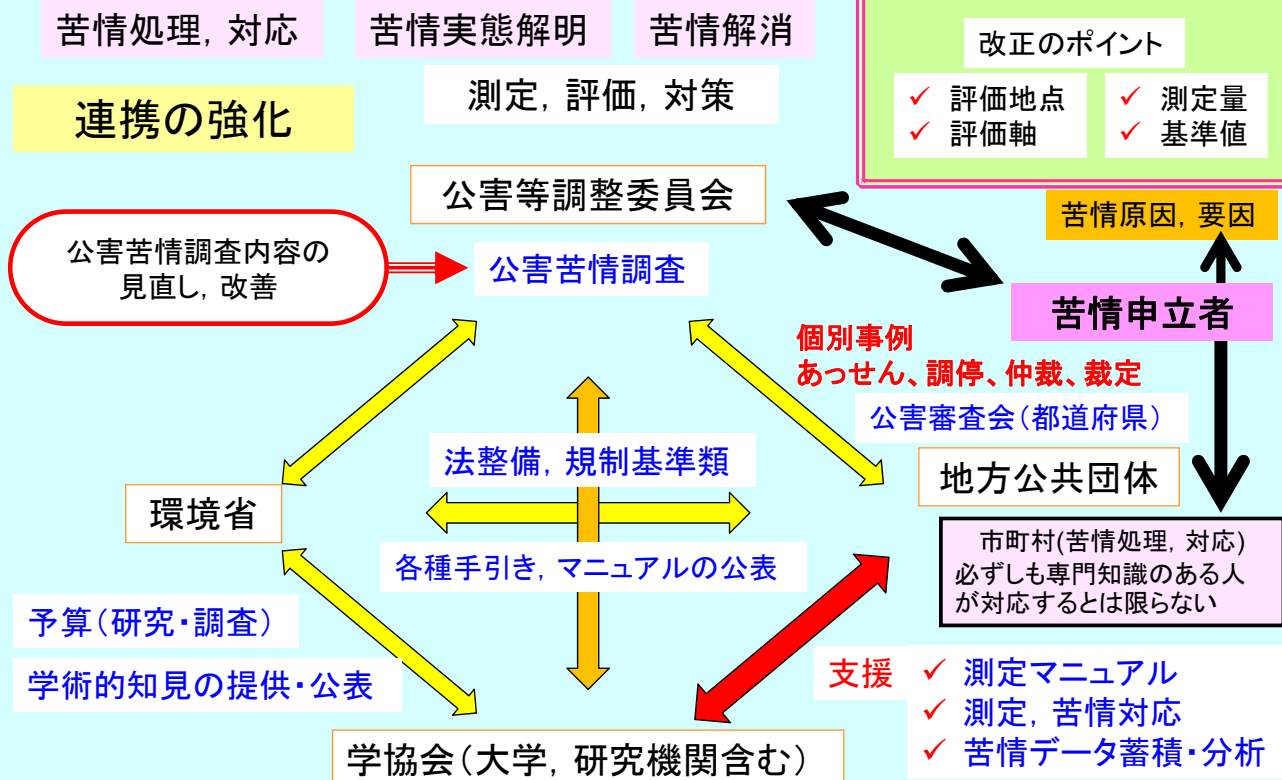 苦情処理, 対応
苦情実態解明
苦情解消
改正のポイント
✓ 評価地点
✓ 評価軸
✓ 測定量
✓ 基準値
連携の強化
測定, 評価, 対策
公害等調整委員会
苦情原因, 要因
公害苦情調査内容の
見直し, 改善
公害苦情調査
苦情申立者
個別事例
あっせん、調停、仲裁、裁定
公害審査会(都道府県)
法整備, 規制基準類
地方公共団体
環境省
各種手引き, マニュアルの公表
市町村(苦情処理, 対応)
必ずしも専門知識のある人
が対応するとは限らない
予算(研究・調査)
学術的知見の提供・公表
支援
✓ 測定マニュアル
✓ 測定, 苦情対応
✓ 苦情データ蓄積・分析
学協会(大学, 研究機関含む)